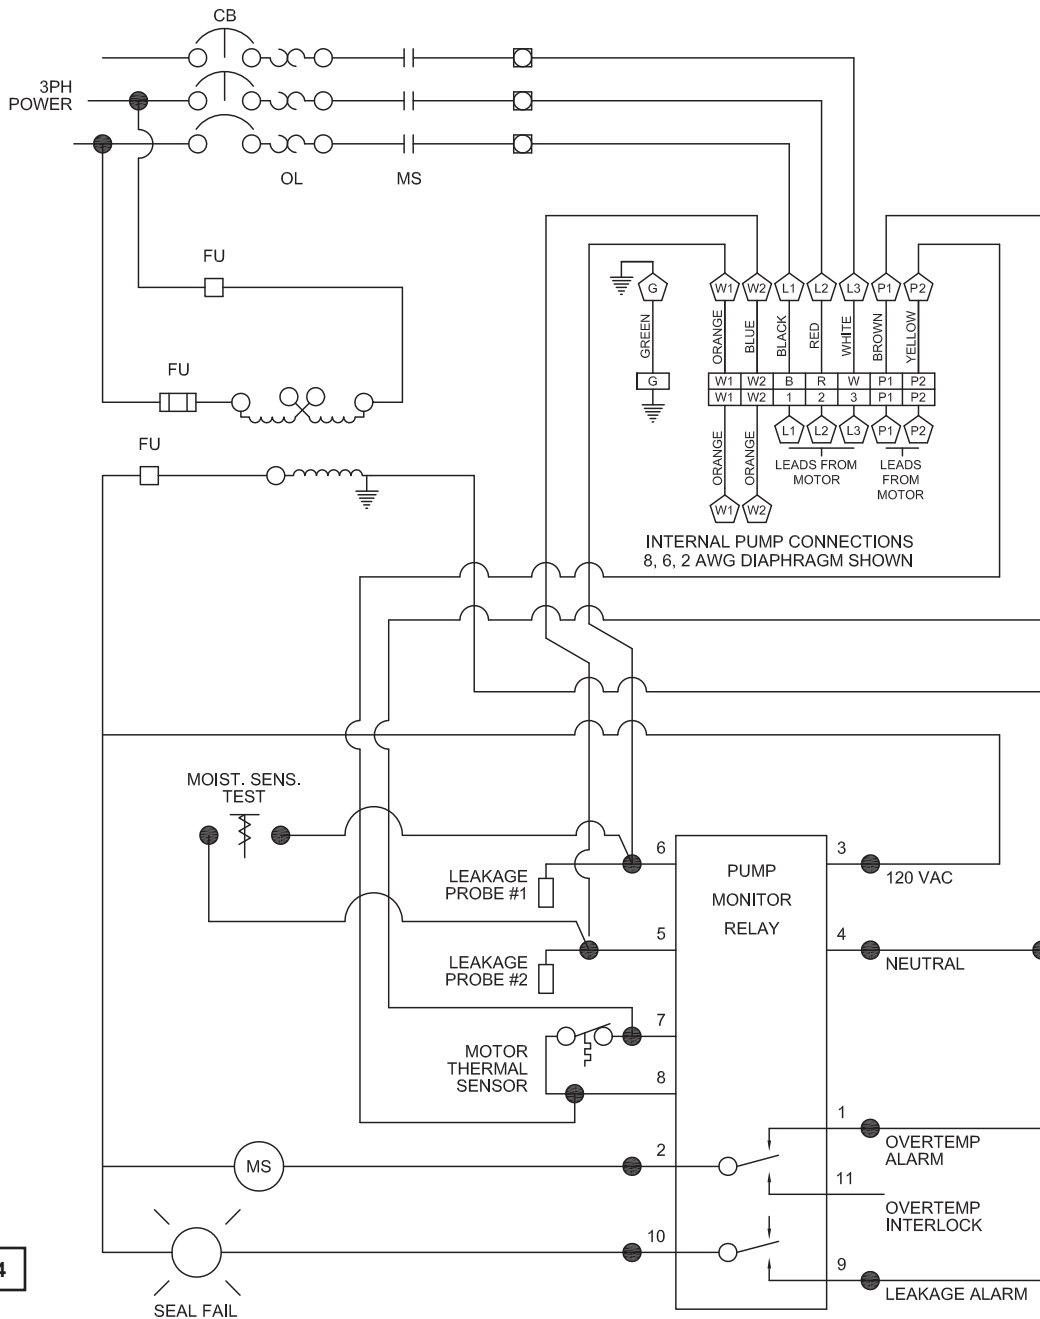 CB
3PH
POWER
OL
MS
FU
FU
FU
G
W1
W2
L1
L2
L3
P1
P2
GREEN
ORANGE
BLUE
BLACK
RED
WHITE
BROWN
YELLOW
G
W1 W2 B R W P1 P2
W1 W2 1 2 3 P1 P2
L1
L2
L3
P1
P2
ORANGE
ORANGE
LEADS FROM
MOTOR
LEADS
FROM
MOTOR
W1
W2
INTERNAL PUMP CONNECTIONS
8, 6, 2 AWG DIAPHRAGM SHOWN
MOIST. SENS.
TEST
LEAKAGE
PROBE #1
6
PUMP
MONITOR
RELAY
3
120 VAC
LEAKAGE
PROBE #2
5
4
NEUTRAL
MOTOR
THERMAL
SENSOR
7
8
1
OVERTEMP
ALARM
MS
2
11
OVERTEMP
INTERLOCK
10
9
LEAKAGE ALARM
SEAL FAIL
4